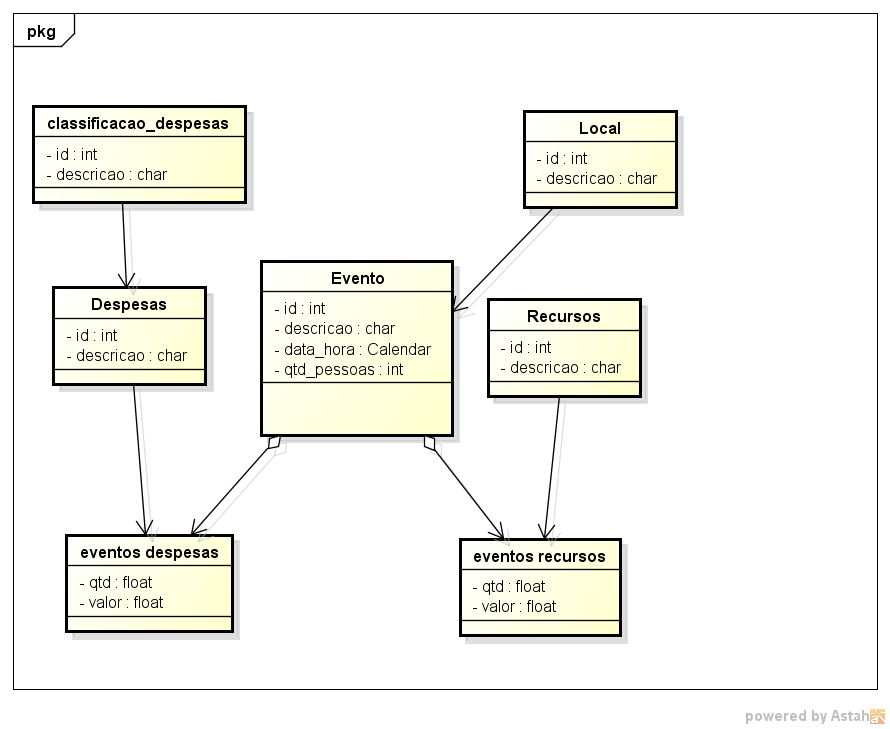 pkg
classificacao_despesas
- id : int
- descricao : char
Local
- id : int
- descricao : char
Evento
- id : int
- descricao : char
- data_hora : Calendar
- qtd_pessoas : int
Despesas
- id : int
- descricao : char
Recursos
- id : int
- descricao : char
eventos despesas
- qtd : float
- valor : float
eventos recursos
- qtd : float
- valor : float
powered by Astah